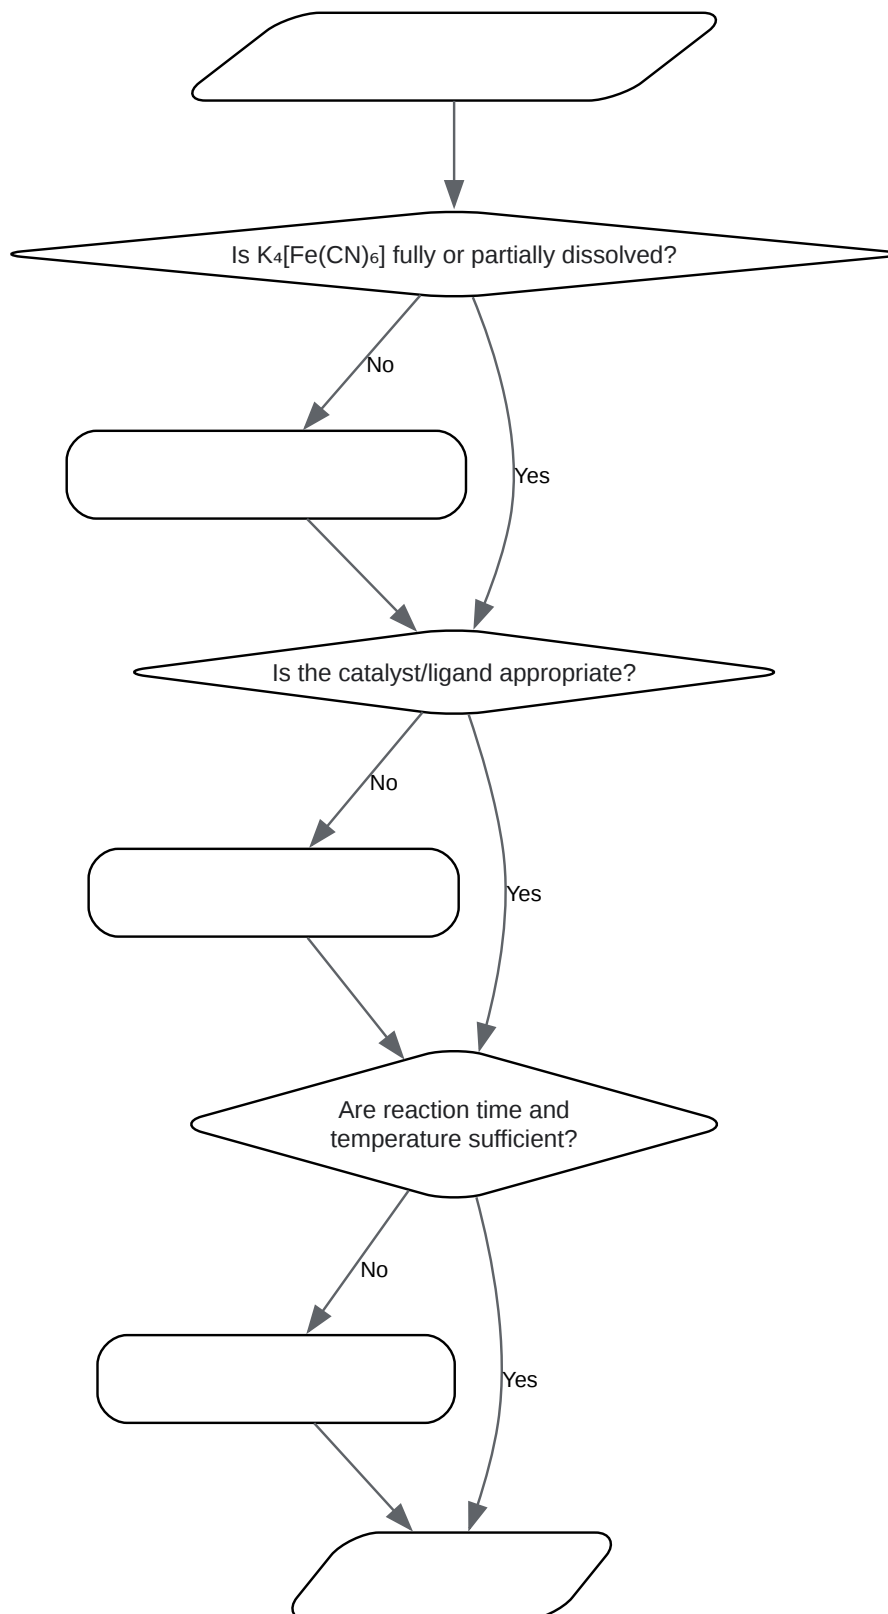 Is K₄[Fe(CN)₆] fully or partially dissolved?
No
Yes
Is the catalyst/ligand appropriate?
No
Yes
Are reaction time and
temperature sufficient?
No
Yes